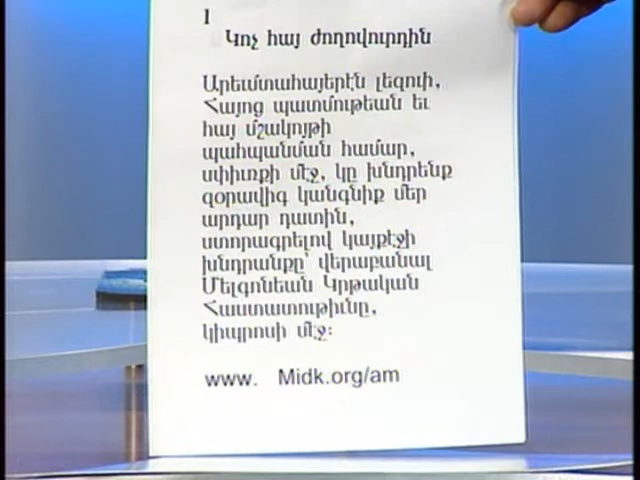 1
Կոչ հայ ժողովուրդին
Արեւմտահայերէն լեզուի,
Հայոց պատմութեան եւ
հայ մշակոյթի
պահպանման համար,
սփիւռքի մէջ, կը խնդրենք
զօրավիգ կանգնիք մեր
արդար դատին,
ստորագրելով կայքէջի
խնդրանքը՝ վերաբանալ
Մելգոնեան Կրթական
Հաստատութիւնը,
կիպրոսի մէջ:
www. Midk.org/am